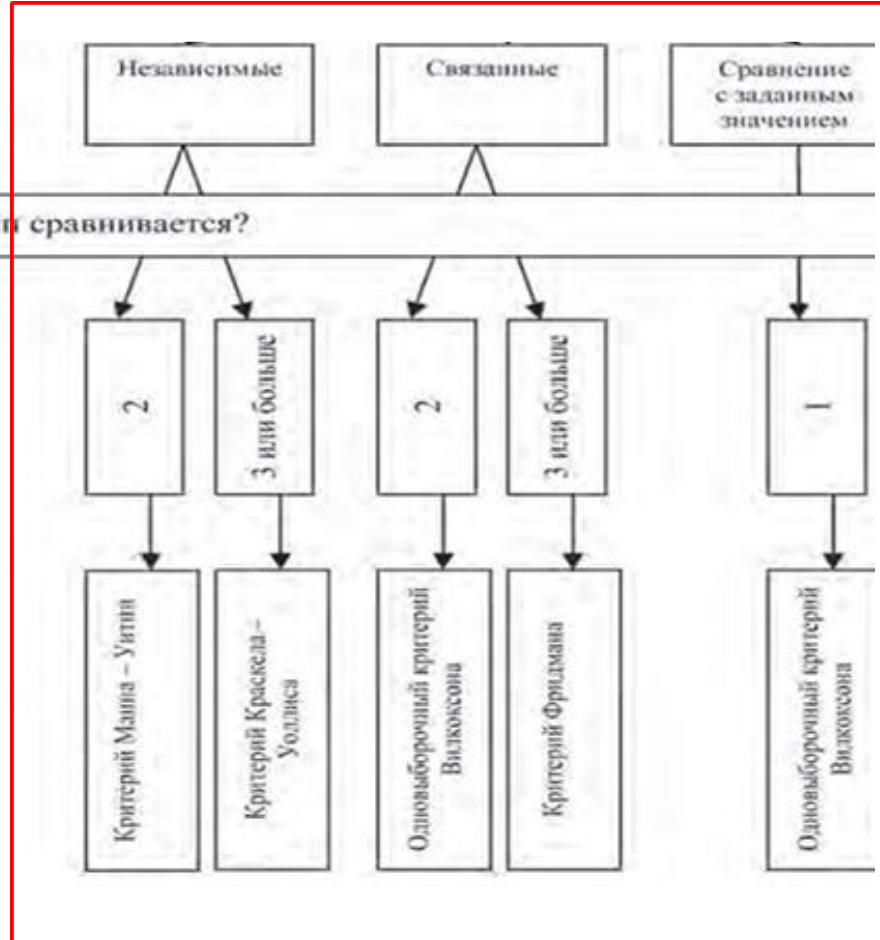 Независимые
Связанные
Сравнение
с заданным
значением
сравнивается?
2
3 или больше
2
3 или больше
1
Критерий Манна – Уитни
Критерий Краскела –
Уоллиса
Одновыборочный критерий
Вилкоксона
Критерий Фридмана
Одновыборочный критерий
Вилкоксона